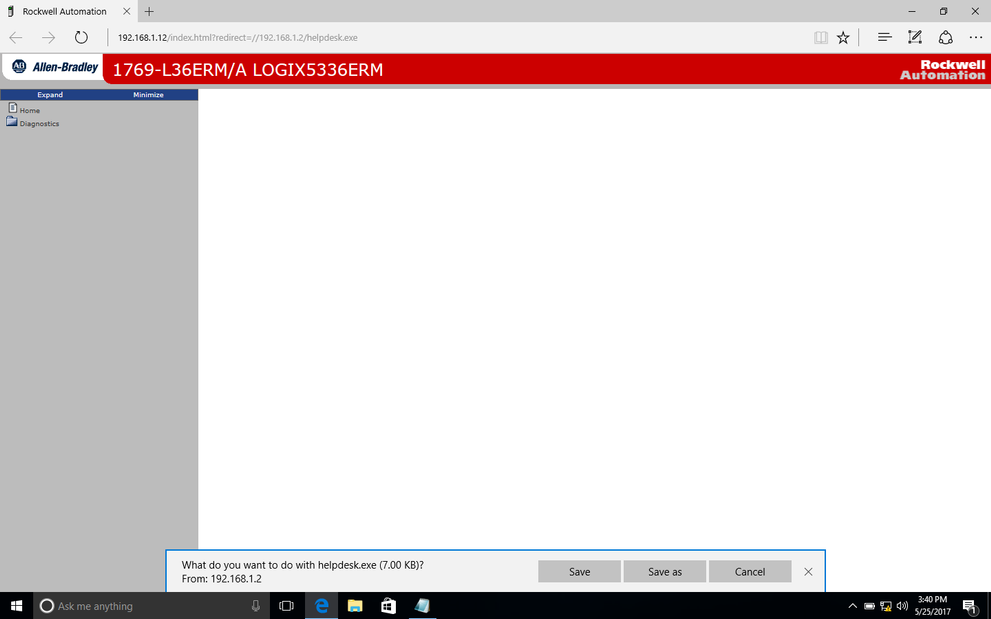 Rockwell Automation
192.168.1.12/index.html?redirect=//192.168.1.2/helpdesk.exe
AB Allen-Bradley
1769-L36ERM/A LOGIX5336ERM
Rockwell
Automation
Expand Minimize
Home
Diagnostics
What do you want to do with helpdesk.exe (7.00 KB)?
From: 192.168.1.2
Save Save as Cancel
Ask me anything
3:40 PM
5/25/2017
1